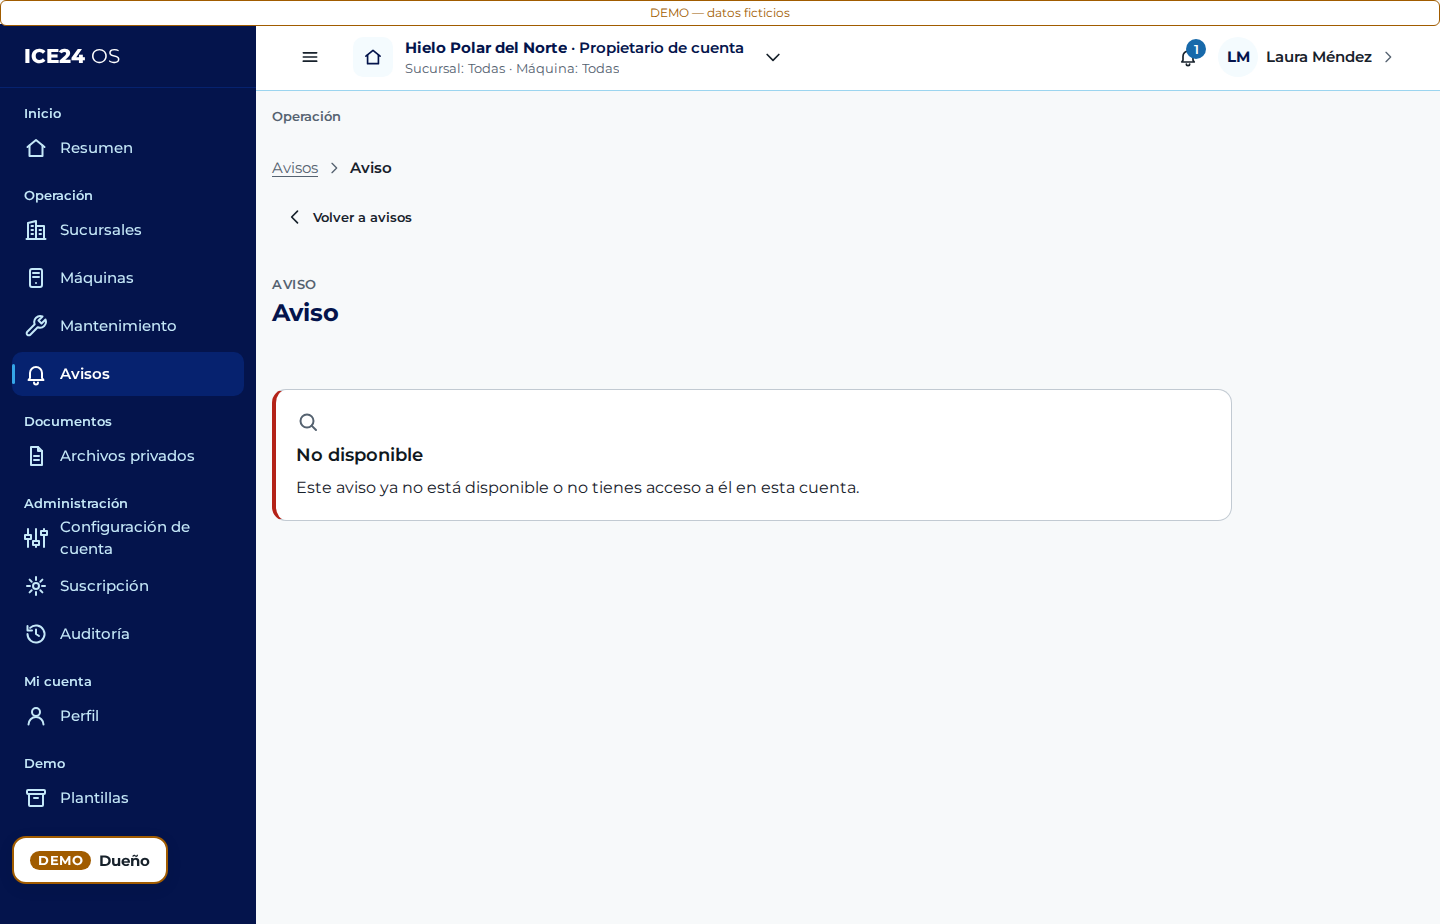 DEMO — datos ficticios
ICE24 OS
Inicio
Resumen
Operación
Sucursales
Máquinas
Mantenimiento
Avisos
Documentos
Archivos privados
Administración
Configuración de
cuenta
Suscripción
Auditoría
Mi cuenta
Perfil
Demo
Plantillas
DEMO Dueño
Hielo Polar del Norte · Propietario de cuenta
Sucursal: Todas · Máquina: Todas
1
LM Laura Méndez
Operación
Avisos Aviso
Volver a avisos
AVISO
Aviso
No disponible
Este aviso ya no está disponible o no tienes acceso a él en esta cuenta.